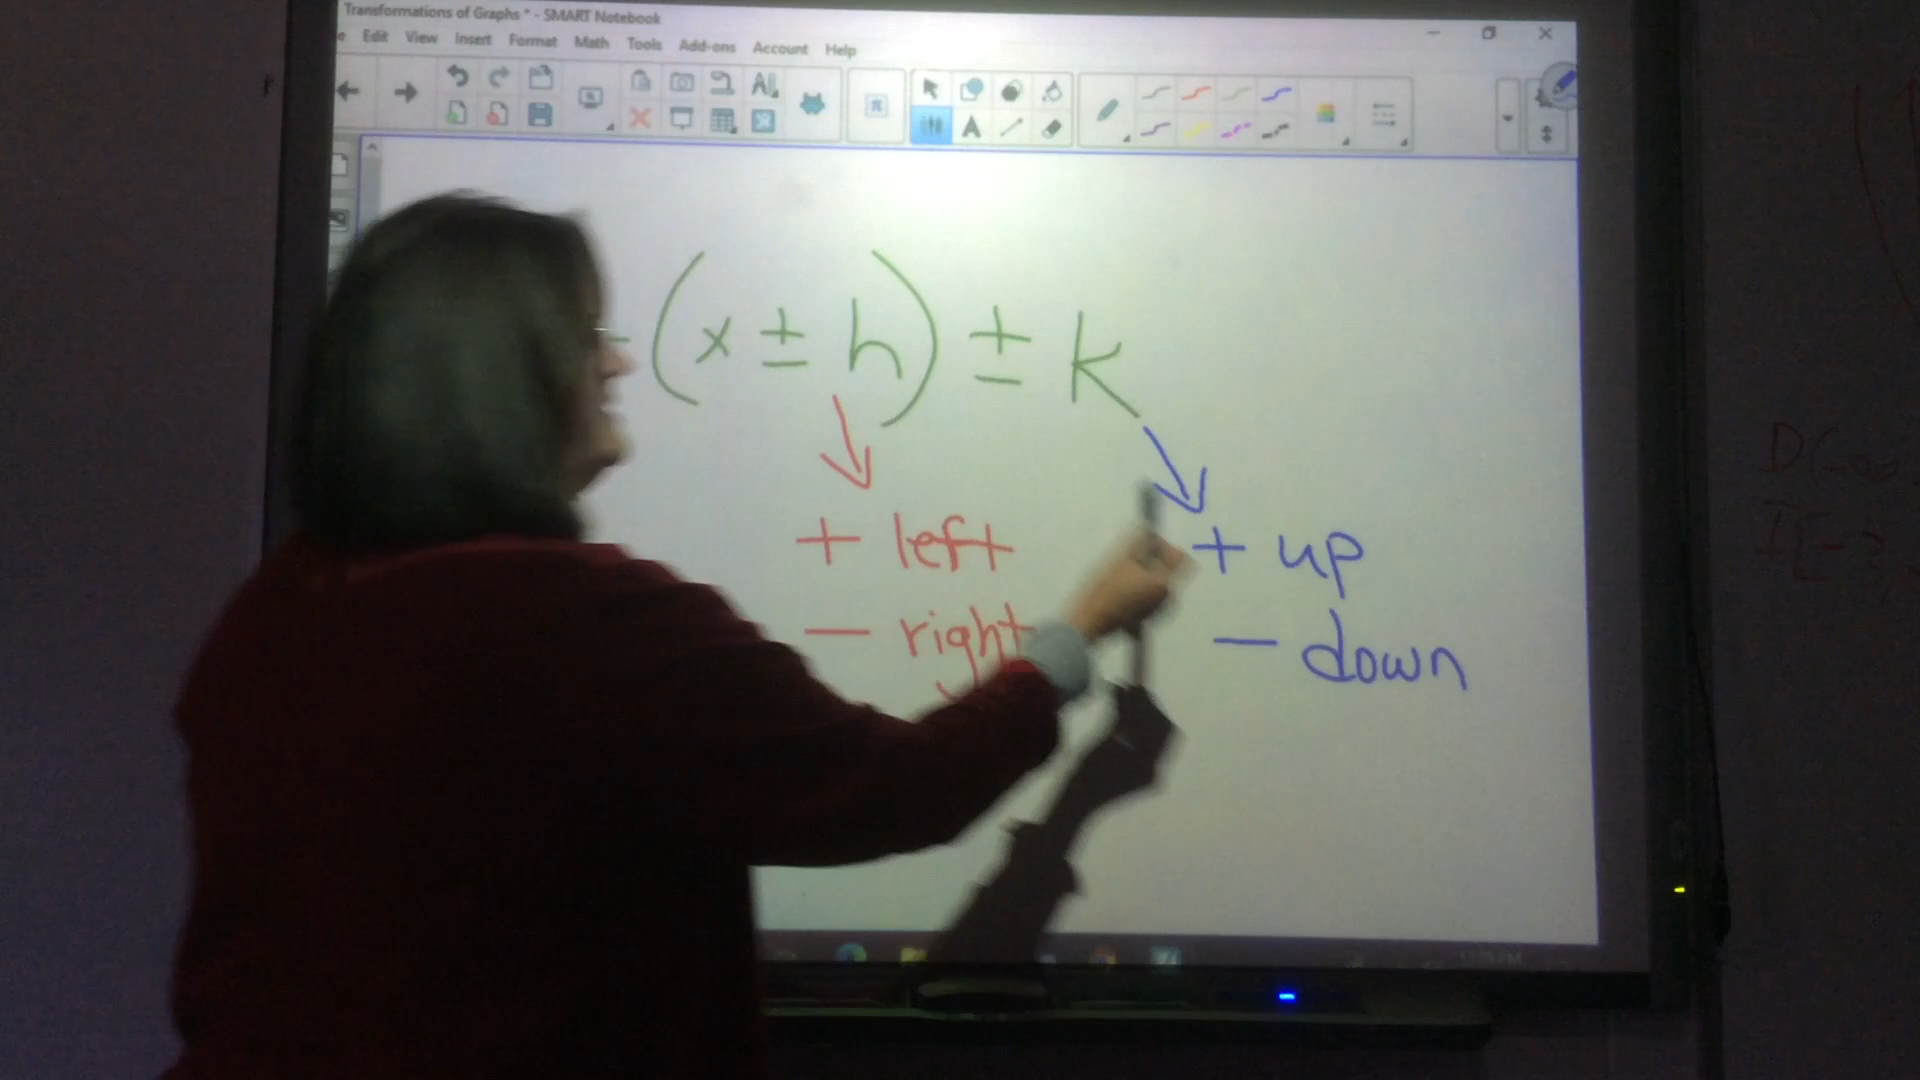 Transformations of Graphs * - SMART Notebook
e Edit View Insert Format Math Tools Add-ons Account Help
(x ± h) ± k
+ left
+ up
− right
− down